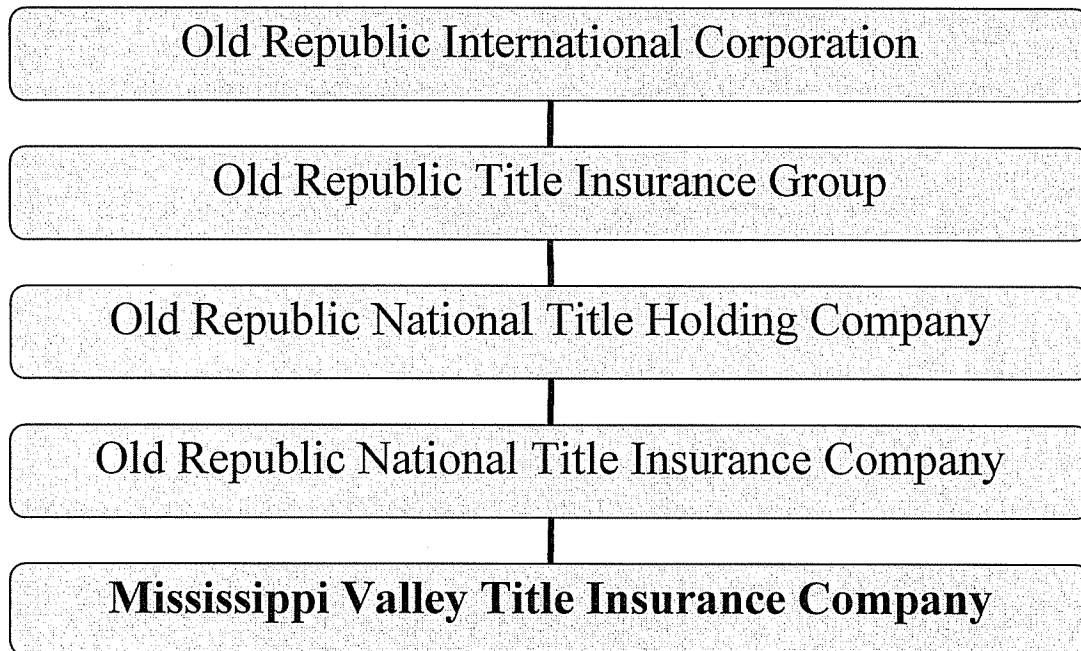 Old Republic International Corporation
Old Republic Title Insurance Group
Old Republic National Title Holding Company
Old Republic National Title Insurance Company
Mississippi Valley Title Insurance Company